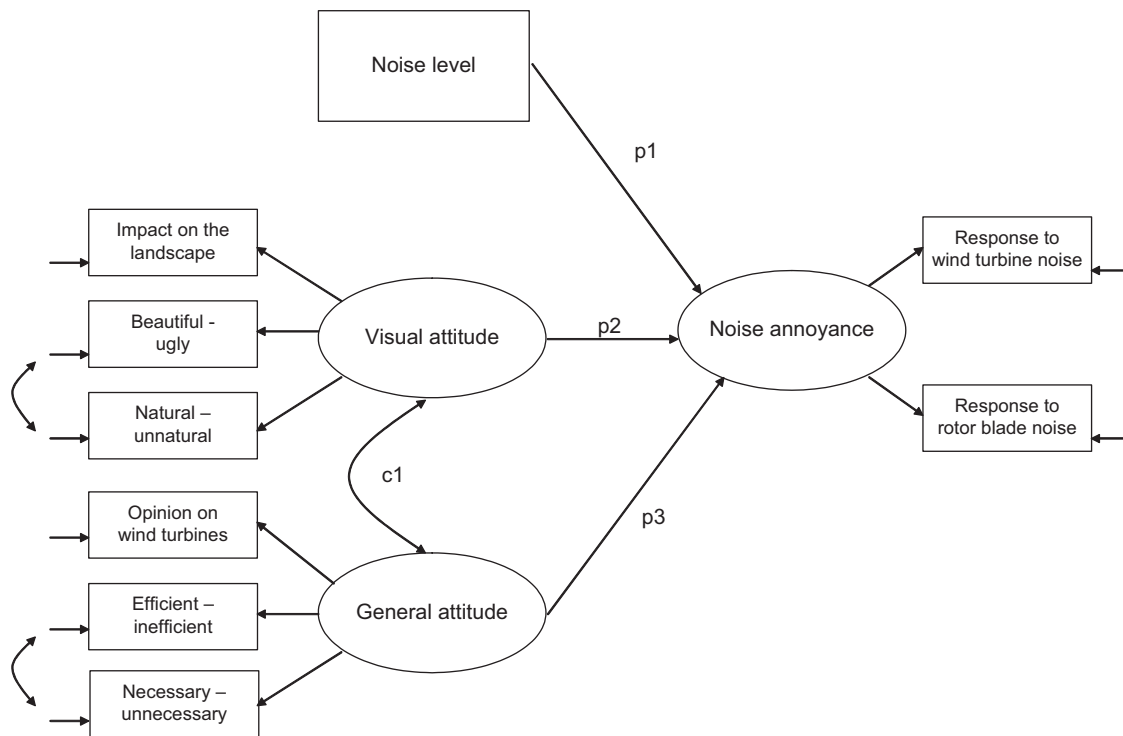 Noise level
p1
Impact on the
landscape
Beautiful -
ugly
Natural –
unnatural
Visual attitude
p2
Noise annoyance
Response to
wind turbine noise
Response to
rotor blade noise
c1
p3
Opinion on
wind turbines
Efficient –
inefficient
Necessary –
unnecessary
General attitude